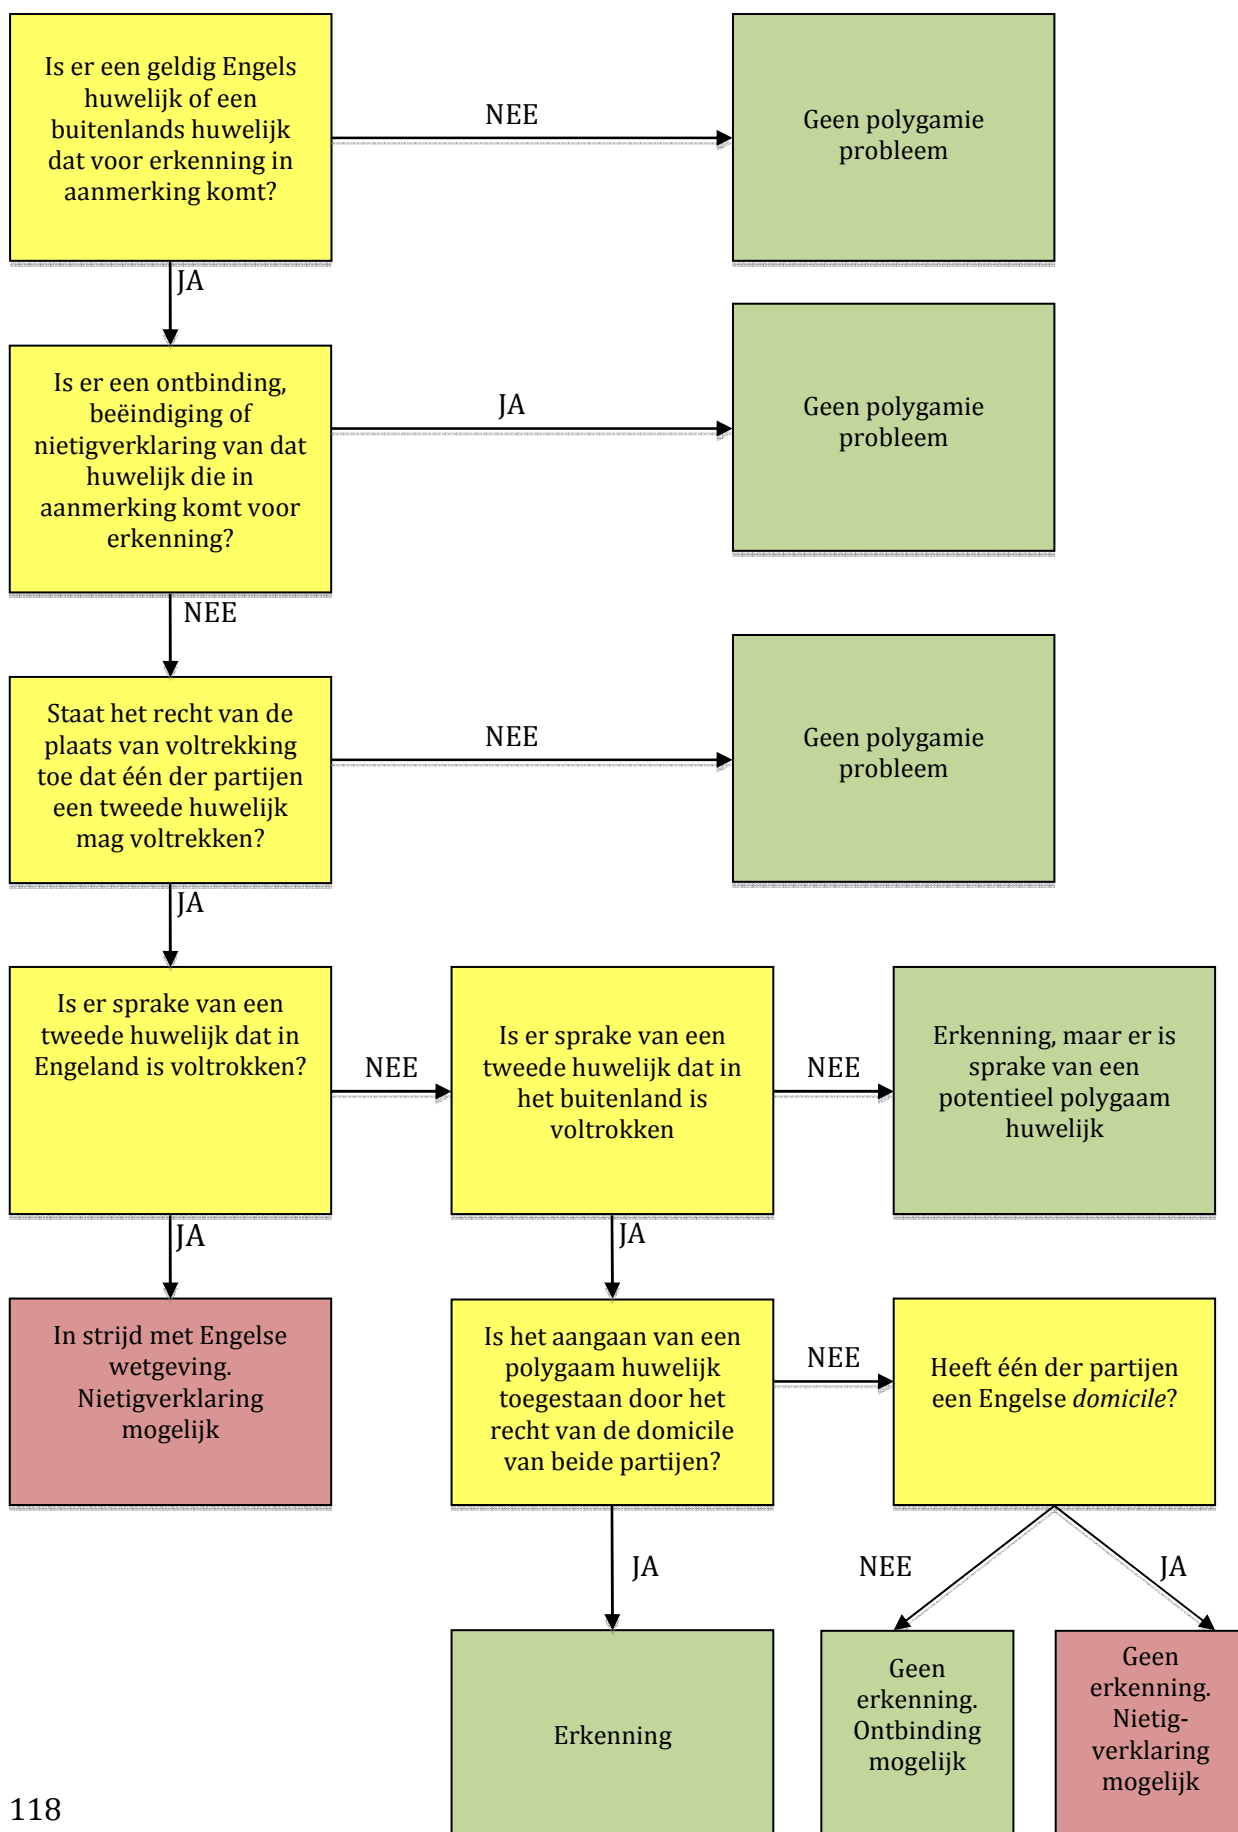 Is er een geldig Engels
huwelijk of een
buitenlands huwelijk
dat voor erkenning in
aanmerking komt?
NEE
Geen polygamie
probleem
JA
Is er een ontbinding,
beëindiging of
nietigverklaring van dat
huwelijk die in
aanmerking komt voor
erkenning?
JA
Geen polygamie
probleem
NEE
Staat het recht van de
plaats van voltrekking
toe dat één der partijen
een tweede huwelijk
mag voltrekken?
NEE
Geen polygamie
probleem
JA
Is er sprake van een
tweede huwelijk dat in
Engeland is voltrokken?
NEE
Is er sprake van een
tweede huwelijk dat in
het buitenland is
voltrokken
NEE
Erkenning, maar er is
sprake van een
potentieel polygaam
huwelijk
JA
JA
In strijd met Engelse
wetgeving.
Nietigverklaring
mogelijk
Is het aangaan van een
polygaam huwelijk
toegestaan door het
recht van de domicile
van beide partijen?
NEE
Heeft één der partijen
een Engelse domicile?
JA
NEE
JA
Erkenning
Geen
erkenning.
Ontbinding
mogelijk
Geen
erkenning.
Nietig-
verklaring
mogelijk
118